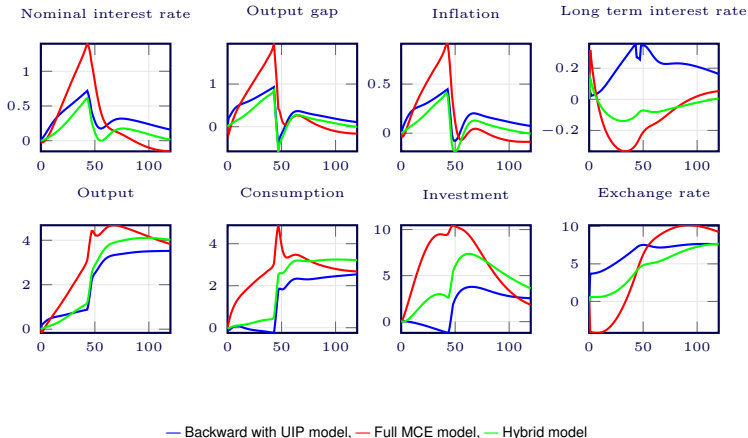 Nominal interest rate
Output gap
Inflation
Long term interest rate
1
0.5
0
0 50 100
1
0
0 50 100
0.5
0
0 50 100
0.2
0
−0.2
0 50 100
Output
Consumption
Investment
Exchange rate
4
2
0
0 50 100
4
2
0
0 50 100
10
5
0
0 50 100
10
5
0
0 50 100
Backward with UIP model, Full MCE model, Hybrid model